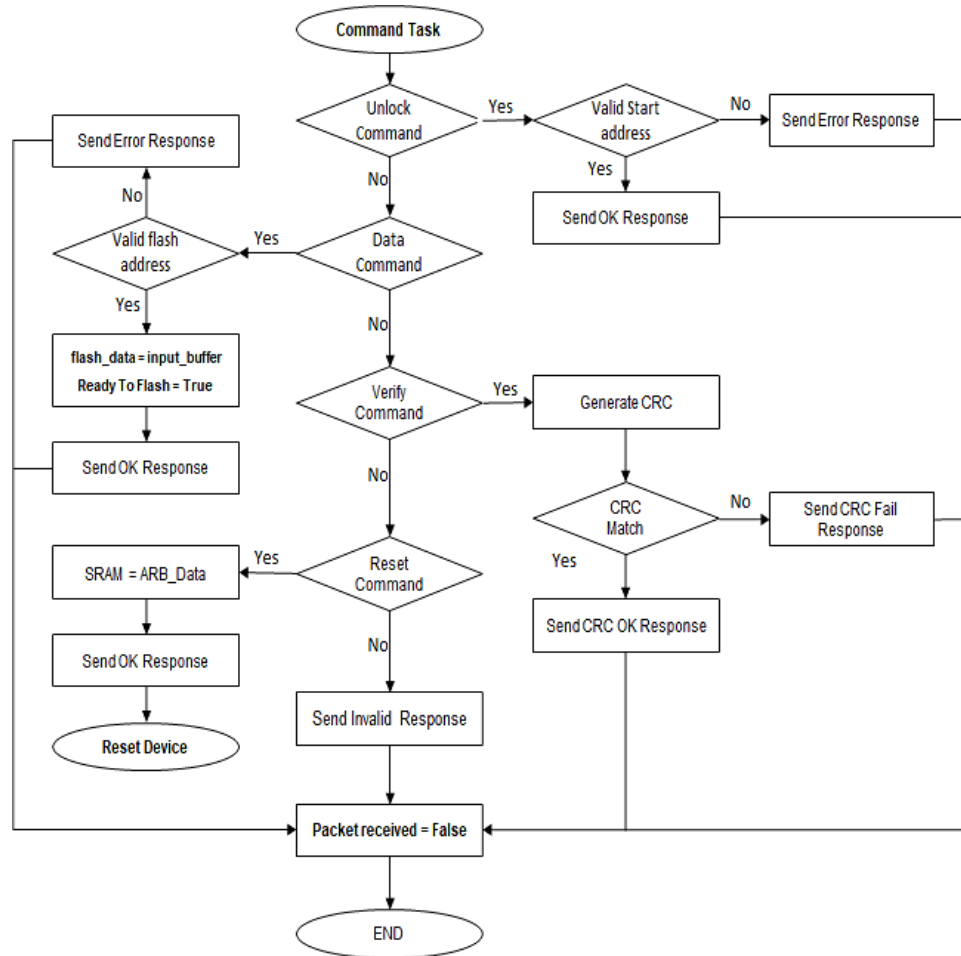 Command Task
Unlock
Command
Yes
Valid Start
address
No
Send Error Response
Send Error Response
No
Yes
Send OK Response
No
Valid flash
address
Yes
Data
Command
Yes
No
flash_data = input_buffer
Ready To Flash = True
Verify
Command
Yes
Generate CRC
Send OK Response
No
CRC
Match
No
Send CRC Fail
Response
Yes
SRAM = ARB_Data
Yes
Reset
Command
Send CRC OK Response
No
Send OK Response
Send Invalid Response
Reset Device
Packet received = False
END